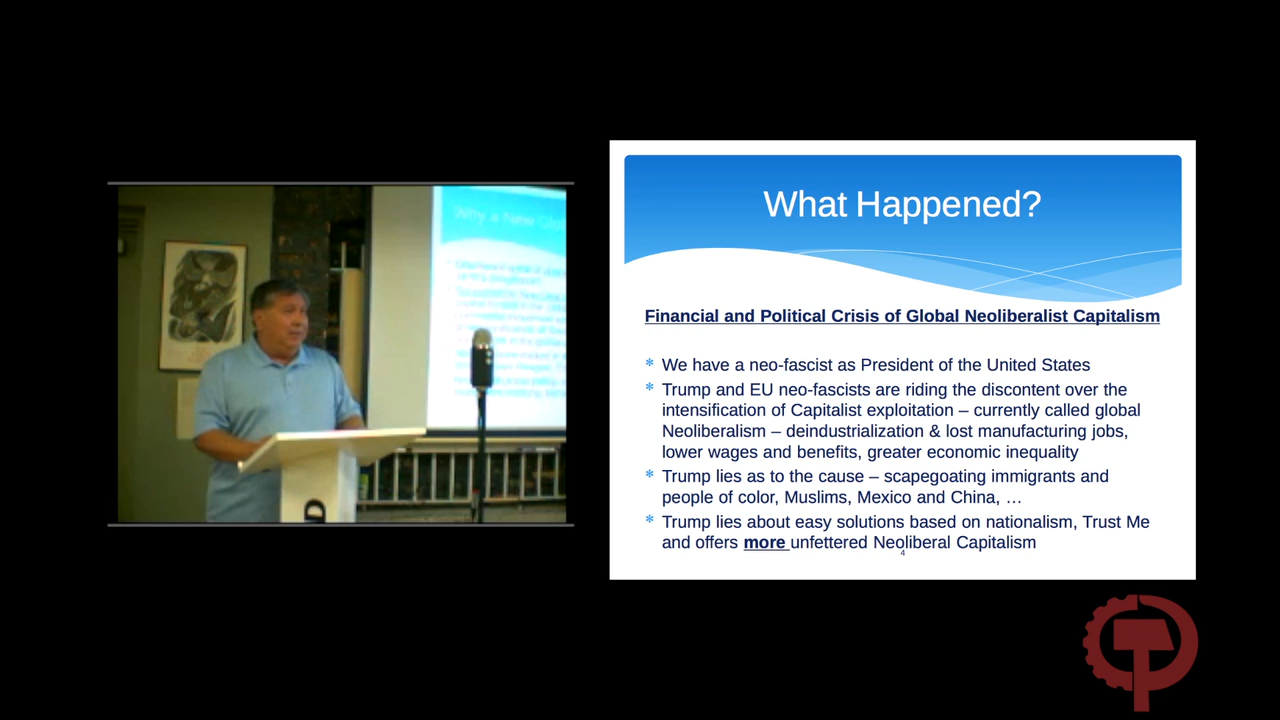 Why a New
What Happened?
Financial and Political Crisis of Global Neoliberalist Capitalism
We have a neo-fascist as President of the United States
Trump and EU neo-fascists are riding the discontent over the
intensification of Capitalist exploitation – currently called global
Neoliberalism – deindustrialization & lost manufacturing jobs,
lower wages and benefits, greater economic inequality
Trump lies as to the cause – scapegoating immigrants and
people of color, Muslims, Mexico and China, …
Trump lies about easy solutions based on nationalism, Trust Me
and offers more unfettered Neoliberal Capitalism
4